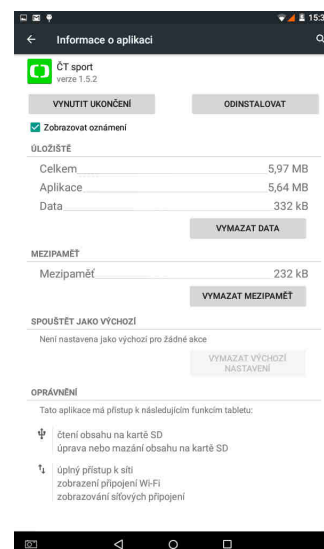 15:3
Informace o aplikaci
ČT sport
verze 1.5.2
VYNUTIT UKONČENÍ
ODINSTALOVAT
Zobrazovat oznámení
ÚLOŽIŠTĚ
Celkem 5,97 MB
Aplikace 5,64 MB
Data 332 kB
VYMAZAT DATA
MEZIPAMĚŤ
Mezipaměť 232 kB
VYMAZAT MEZIPAMĚŤ
SPOUŠTĚT JAKO VÝCHOZÍ
Není nastavena jako výchozí pro žádné akce
VYMAZAT VÝCHOZÍ
NASTAVENÍ
OPRÁVNĚNÍ
Tato aplikace má přístup k následujícím funkcím tabletu:
čtení obsahu na kartě SD
úprava nebo mazání obsahu na kartě SD
úplný přístup k síti
zobrazení připojení Wi-Fi
zobrazování síťových připojení